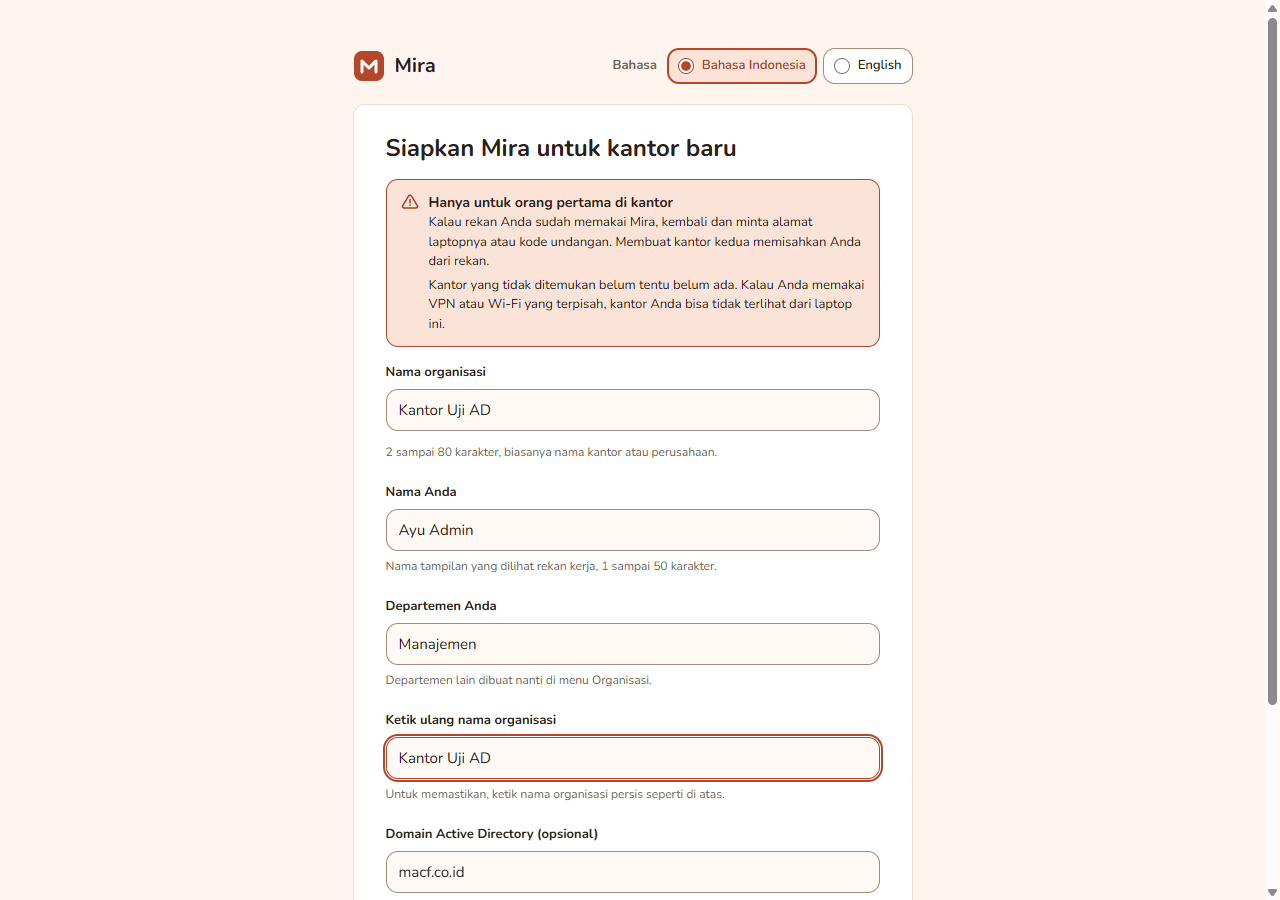 Mira
Bahasa
Bahasa Indonesia
English
Siapkan Mira untuk kantor baru
Hanya untuk orang pertama di kantor
Kalau rekan Anda sudah memakai Mira, kembali dan minta alamat
laptopnya atau kode undangan. Membuat kantor kedua memisahkan Anda
dari rekan.
Kantor yang tidak ditemukan belum tentu belum ada. Kalau Anda memakai
VPN atau Wi-Fi yang terpisah, kantor Anda bisa tidak terlihat dari laptop
ini.
Nama organisasi
Kantor Uji AD
2 sampai 80 karakter, biasanya nama kantor atau perusahaan.
Nama Anda
Ayu Admin
Nama tampilan yang dilihat rekan kerja, 1 sampai 50 karakter.
Departemen Anda
Manajemen
Departemen lain dibuat nanti di menu Organisasi.
Ketik ulang nama organisasi
Kantor Uji AD
Untuk memastikan, ketik nama organisasi persis seperti di atas.
Domain Active Directory (opsional)
macf.co.id